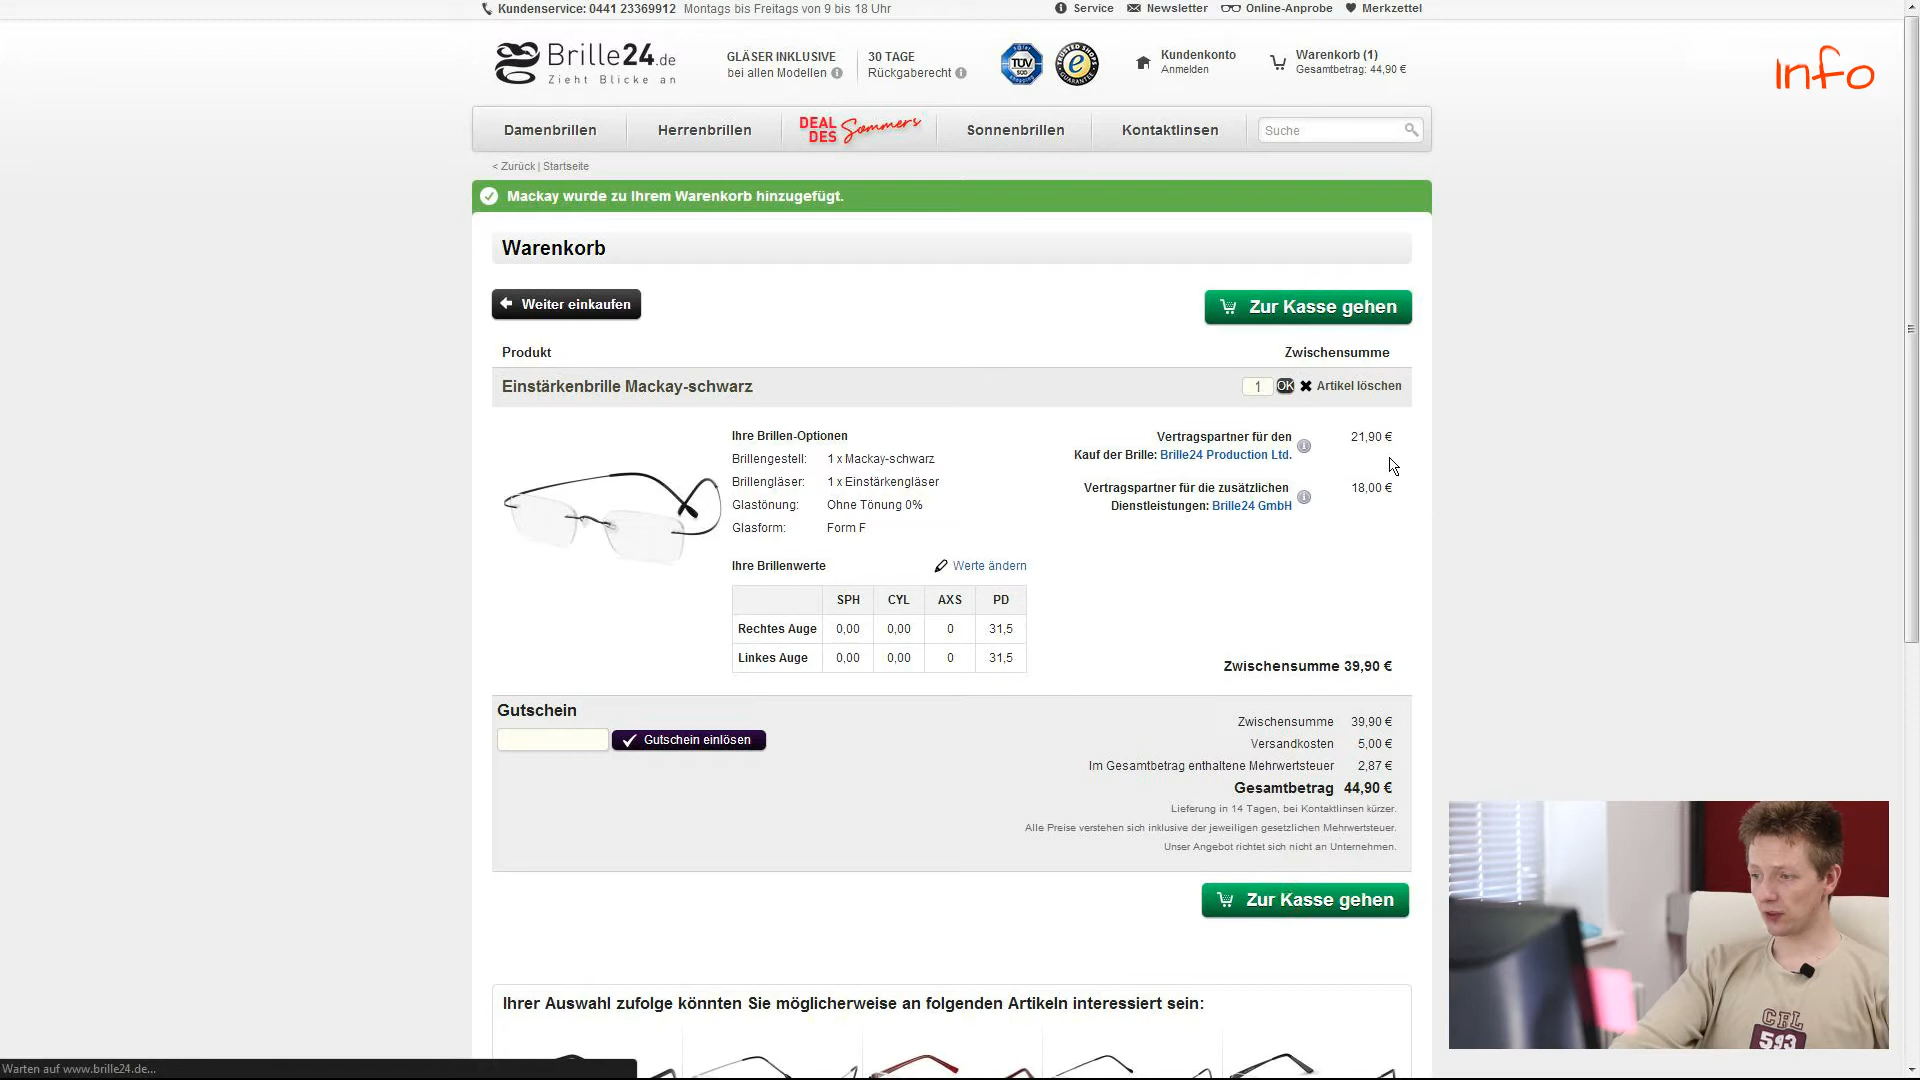 Kundenservice: 0441 23369912 Montags bis Freitags von 9 bis 18 Uhr
Service Newsletter Online-Anprobe Merkzettel
Brille24.de
Zieht Blicke an
GLÄSER INKLUSIVE
bei allen Modellen
30 TAGE
Rückgaberecht
TÜV
SÜD
TRUSTED SHOPS
e
GUARANTEE
Kundenkonto
Anmelden
Warenkorb (1)
Gesamtbetrag: 44,90 €
Info
Damenbrillen
Herrenbrillen
DEAL DES Sommers
Sonnenbrillen
Kontaktlinsen
Suche
< Zurück | Startseite
Mackay wurde zu Ihrem Warenkorb hinzugefügt.
Warenkorb
Weiter einkaufen
Zur Kasse gehen
Produkt Zwischensumme
Einstärkenbrille Mackay-schwarz 1 OK Artikel löschen
Ihre Brillen-Optionen
Brillengestell: 1 x Mackay-schwarz
Brillengläser: 1 x Einstärkengläser
Glastönung: Ohne Tönung 0%
Glasform: Form F
Vertragspartner für den 21,90 €
Kauf der Brille: Brille24 Production Ltd.
Vertragspartner für die zusätzlichen 18,00 €
Dienstleistungen: Brille24 GmbH
Ihre Brillenwerte Werte ändern
SPH CYL AXS PD
Rechtes Auge 0,00 0,00 0 31,5
Linkes Auge 0,00 0,00 0 31,5
Zwischensumme 39,90 €
Gutschein
Gutschein einlösen
Zwischensumme 39,90 €
Versandkosten 5,00 €
Im Gesamtbetrag enthaltene Mehrwertsteuer 2,87 €
Gesamtbetrag 44,90 €
Lieferung in 14 Tagen, bei Kontaktlinsen kürzer.
Alle Preise verstehen sich inklusive der jeweiligen gesetzlichen Mehrwertsteuer.
Unser Angebot richtet sich nicht an Unternehmen.
Zur Kasse gehen
Ihrer Auswahl zufolge könnten Sie möglicherweise an folgenden Artikeln interessiert sein:
CRL
593
Warten auf www.brille24.de...